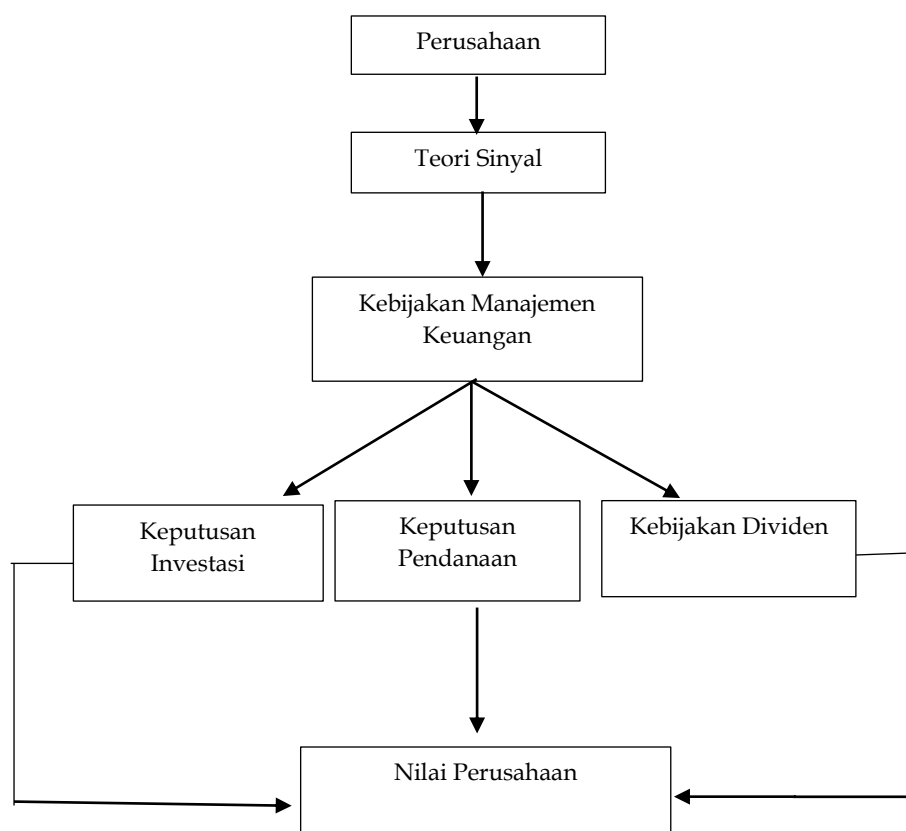 Perusahaan
Teori Sinyal
Kebijakan Manajemen
Keuangan
Keputusan
Investasi
Keputusan
Pendanaan
Kebijakan Dividen
Nilai Perusahaan